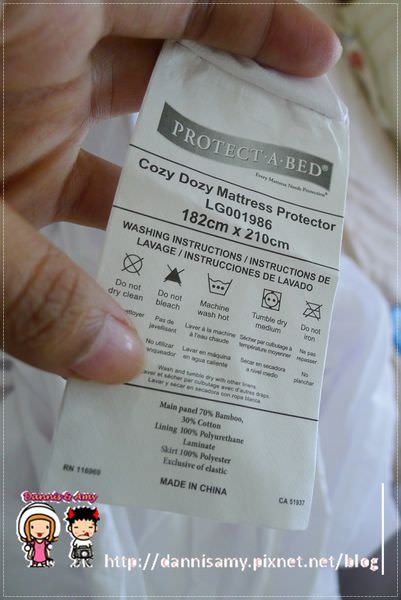 PROTECT·A·BED®
Every Mattress Needs Protection®
Cozy Dozy Mattress Protector
LG001986
182cm x 210cm
WASHING INSTRUCTIONS / INSTRUCTIONS DE
LAVAGE / INSTRUCCIONES DE LAVADO
Do not dry clean
Do not bleach
Machine wash hot
Tumble dry medium
Do not iron
Pas de javellisant
Laver à la machine à l'eau chaude
Sécher par culbutage à température moyenner
Ne pas repasser
No utilizar
Lavar en máquina en agua caliente
Secar en secadora a nivel medio
No planchar
Wash and tumble dry with other linens.
Laver et sécher par culbutage avec d'autres draps.
Lavar y secar en secadora con ropa blanca.
Main panel 70% Bamboo,
30% Cotton
Lining 100% Polyurethane
Laminate
Skirt 100% Polyester
Exclusive of elastic
RN 116969
CA 51937
MADE IN CHINA
Dannis & Amy
http://dannisamy.pixnet.net/blog